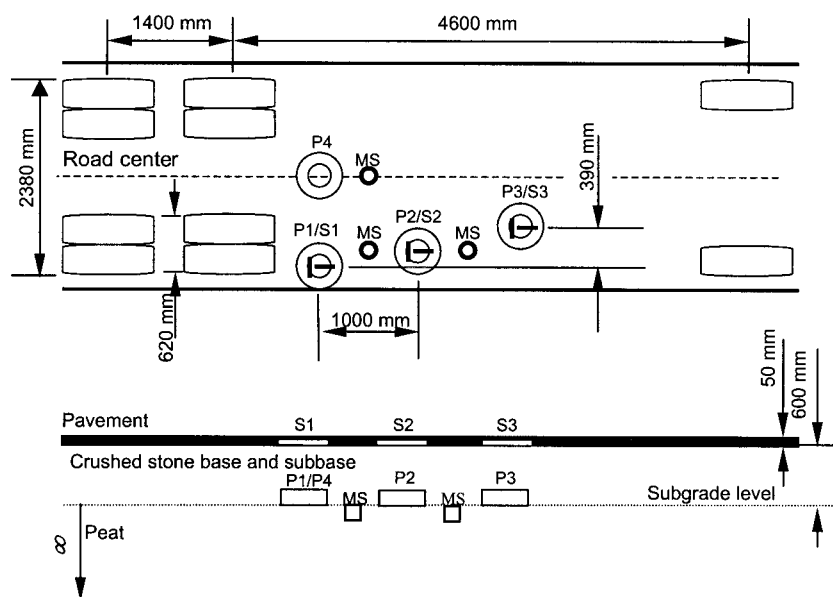 1400 mm
4600 mm
2380 mm
Road center
P4
MS
390 mm
P3/S3
P1/S1
MS
P2/S2
MS
620 mm
1000 mm
50 mm
600 mm
Pavement
S1
S2
S3
Crushed stone base and subbase
P1/P4
MS
P2
MS
P3
Subgrade level
∞
Peat